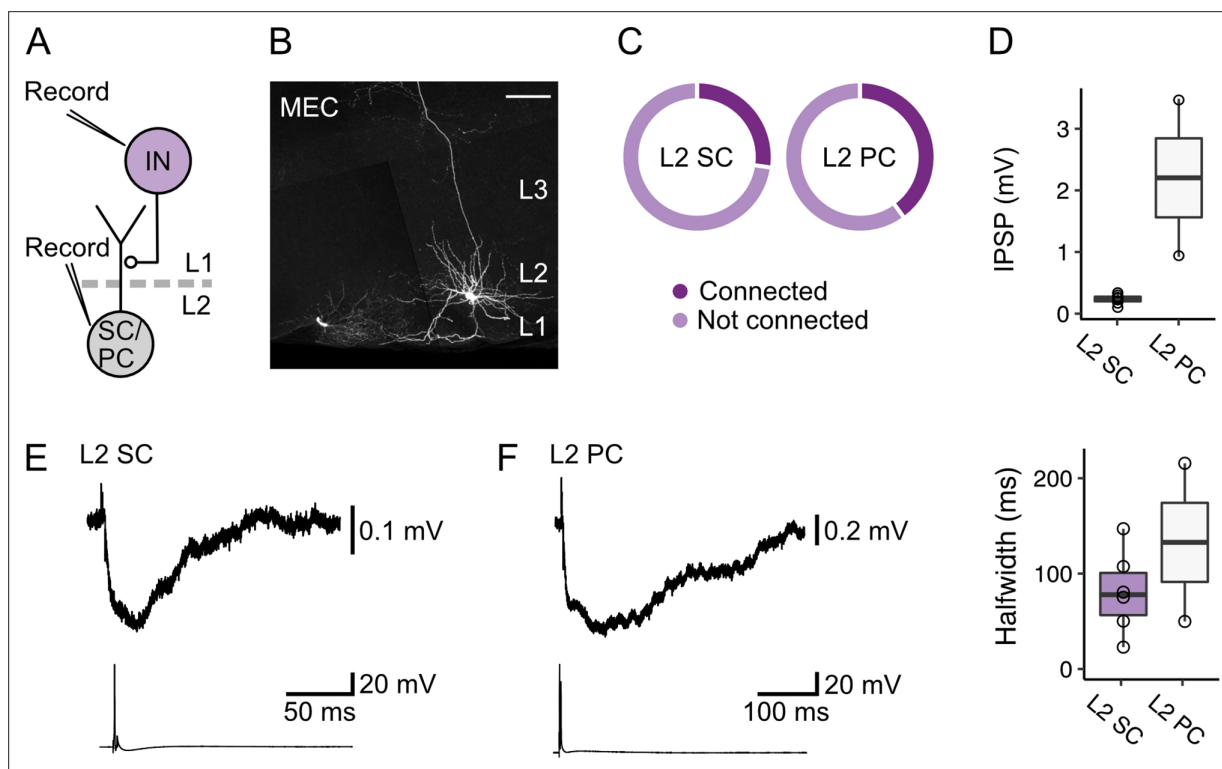 A
Record
IN
Record
L1
L2
SC/
PC
B
MEC
L3
L2
L1
C
L2 SC
L2 PC
Connected
Not connected
D
IPSP (mV)
3
2
1
0
L2 SC
L2 PC
E
L2 SC
0.1 mV
20 mV
50 ms
F
L2 PC
0.2 mV
20 mV
100 ms
Halfwidth (ms)
200
100
0
L2 SC
L2 PC